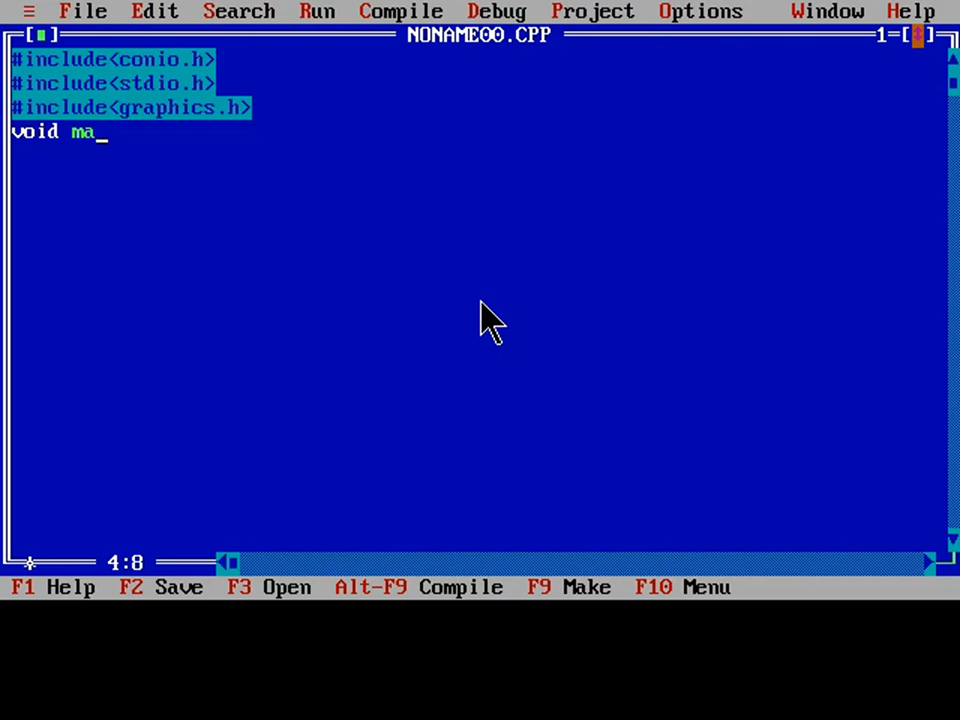 ≡ File Edit Search Run Compile Debug Project Options Window Help
[■] NONAME00.CPP 1=[↕]
#include<conio.h>
#include<stdio.h>
#include<graphics.h>
void ma_
4:8
F1 Help F2 Save F3 Open Alt-F9 Compile F9 Make F10 Menu